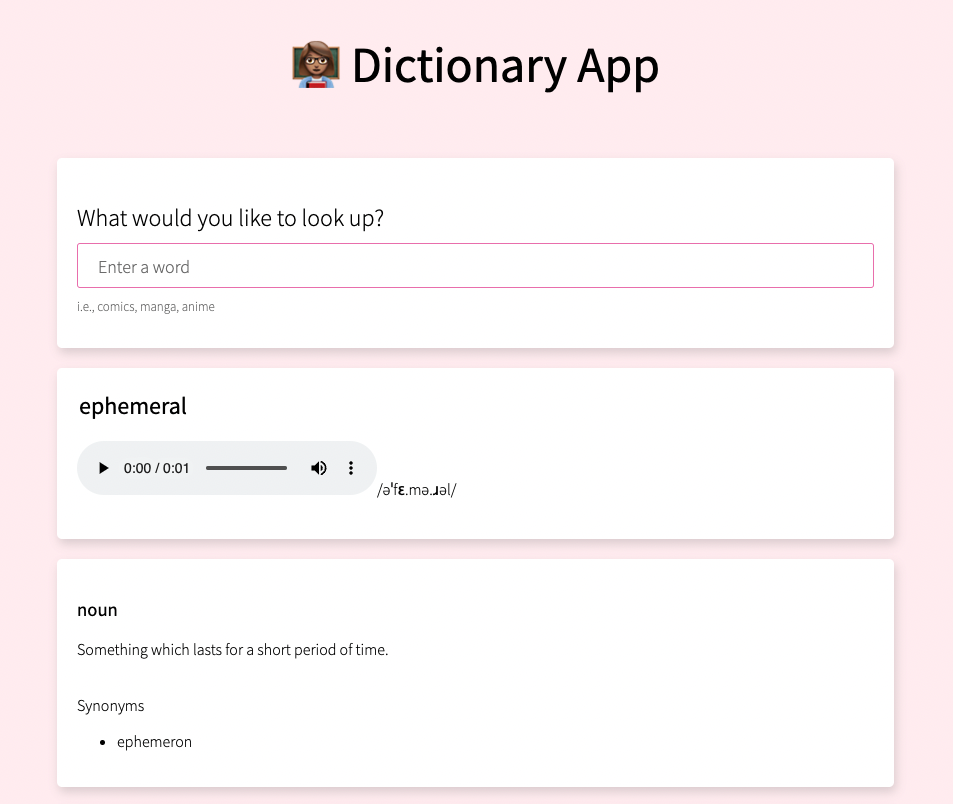 Dictionary App
What would you like to look up?
Enter a word
i.e., comics, manga, anime
ephemeral
0:00 / 0:01
/əˈfɛ.mə.ɹəl/
noun
Something which lasts for a short period of time.
Synonyms
ephemeron